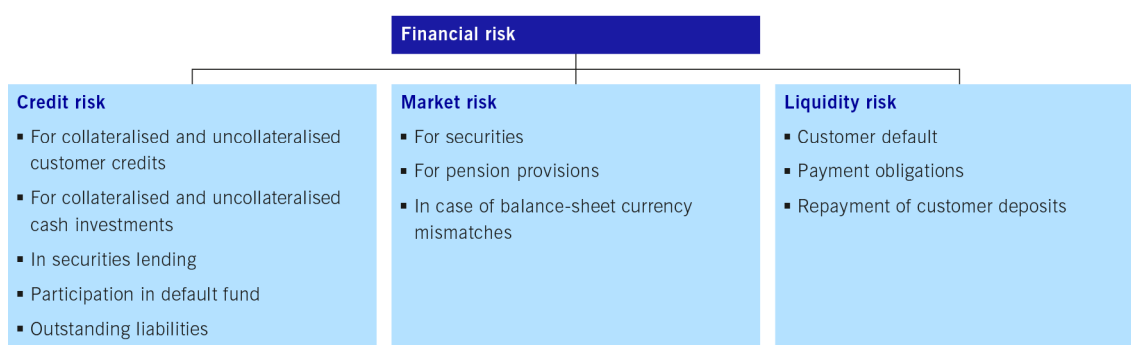 Financial risk
Credit risk
▪ For collateralised and uncollateralised
customer credits
▪ For collateralised and uncollateralised
cash investments
▪ In securities lending
▪ Participation in default fund
▪ Outstanding liabilities
Market risk
▪ For securities
▪ For pension provisions
▪ In case of balance-sheet currency
mismatches
Liquidity risk
▪ Customer default
▪ Payment obligations
▪ Repayment of customer deposits